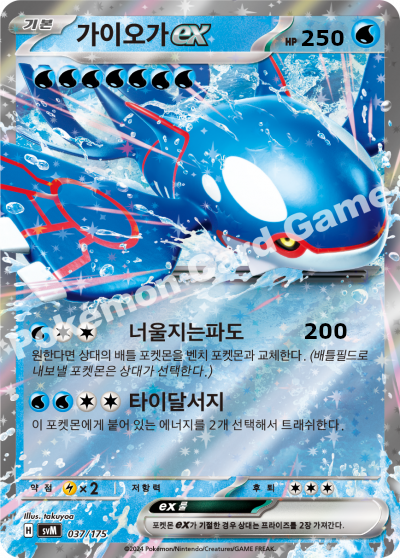 기본 가이오가 ex HP 250
Pokémon Card Game
너울지는파도 200
원한다면 상대의 배틀 포켓몬을 벤치 포켓몬과 교체한다. (배틀필드로
내보낼 포켓몬은 상대가 선택한다.)
타이달서지
이 포켓몬에게 붙어 있는 에너지를 2개 선택해서 트래쉬한다.
약점 ×2 저항력 후퇴
ex 룰
포켓몬 ex가 기절한 경우 상대는 프라이즈를 2장 가져간다.
Illus. takuyoa
H svM 037/175
©2024 Pokémon/Nintendo/Creatures/GAME FREAK.